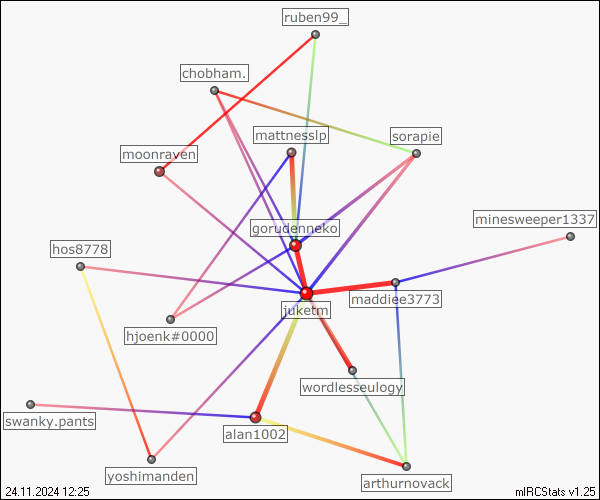 ruben99_
chobham.
mattnesslp
sorapie
moonraven
minesweeper1337
gorudenneko
hos8778
maddiee3773
juketm
hjoenk#0000
wordlesseulogy
swanky.pants
alan1002
yoshimanden
arthurnovack
24.11.2024 12:25
mIRCStats v1.25